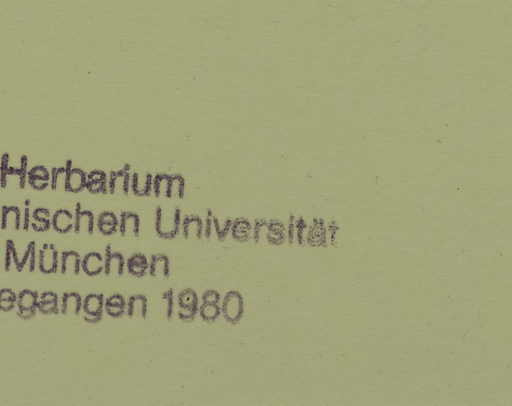 Herbarium
nischen Universität
München
egangen 1980